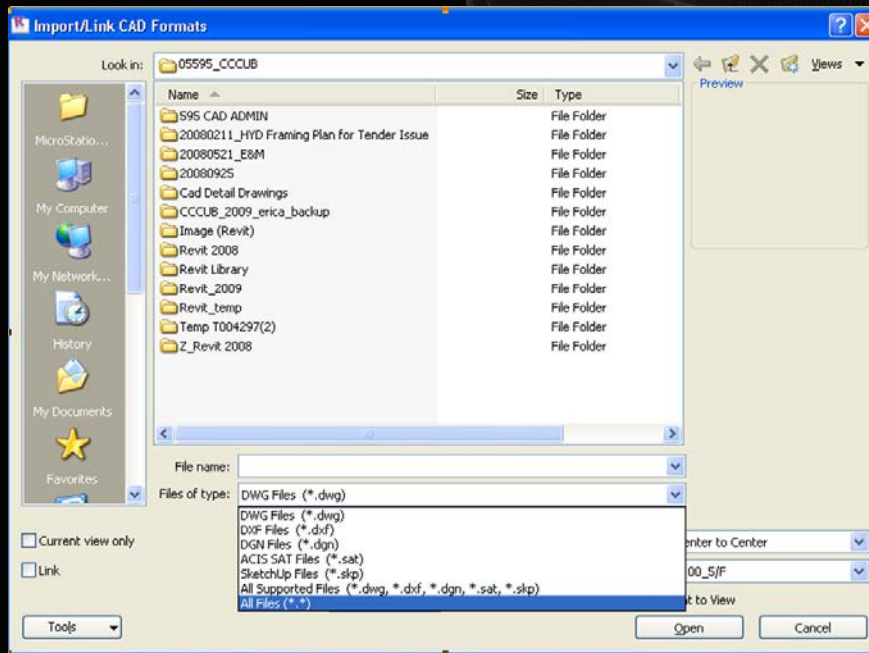 Import/Link CAD Formats
Look in: 05595_CCCUB
Views
Preview
Name Size Type
595 CAD ADMIN File Folder
20080211_HYD Framing Plan for Tender Issue File Folder
20080521_E&M File Folder
20080925 File Folder
Cad Detail Drawings File Folder
CCCUB_2009_erica_backup File Folder
Image (Revit) File Folder
Revit 2008 File Folder
Revit Library File Folder
Revit_2009 File Folder
Revit_temp File Folder
Temp T004297(2) File Folder
Z_Revit 2008 File Folder
MicroStatio...
My Computer
My Network...
History
My Documents
Favorites
File name:
Files of type: DWG Files (*.dwg)
DWG Files (*.dwg)
DXF Files (*.dxf)
DGN Files (*.dgn)
ACIS SAT Files (*.sat)
SketchUp Files (*.skp)
All Supported Files (*.dwg, *.dxf, *.dgn, *.sat, *.skp)
All Files (*.*)
Current view only
Link
enter to Center
00_S/F
t to View
Tools
Open
Cancel